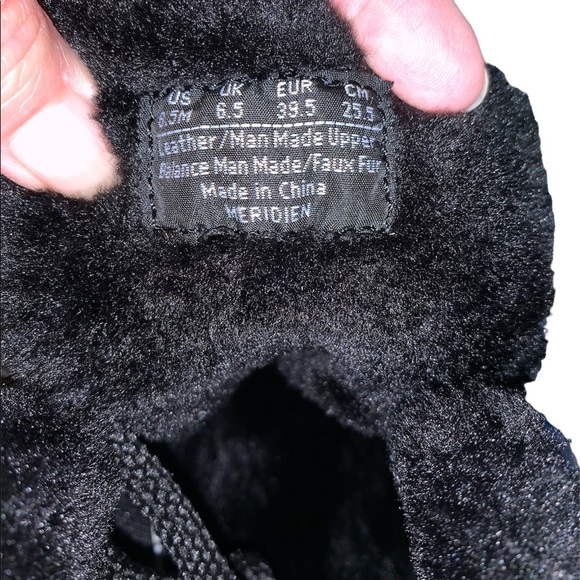 US UK EUR CM
8.5M 6.5 39.5 25.5
Leather/Man Made Upper
Balance Man Made/Faux Fur
Made in China
MERIDIEN